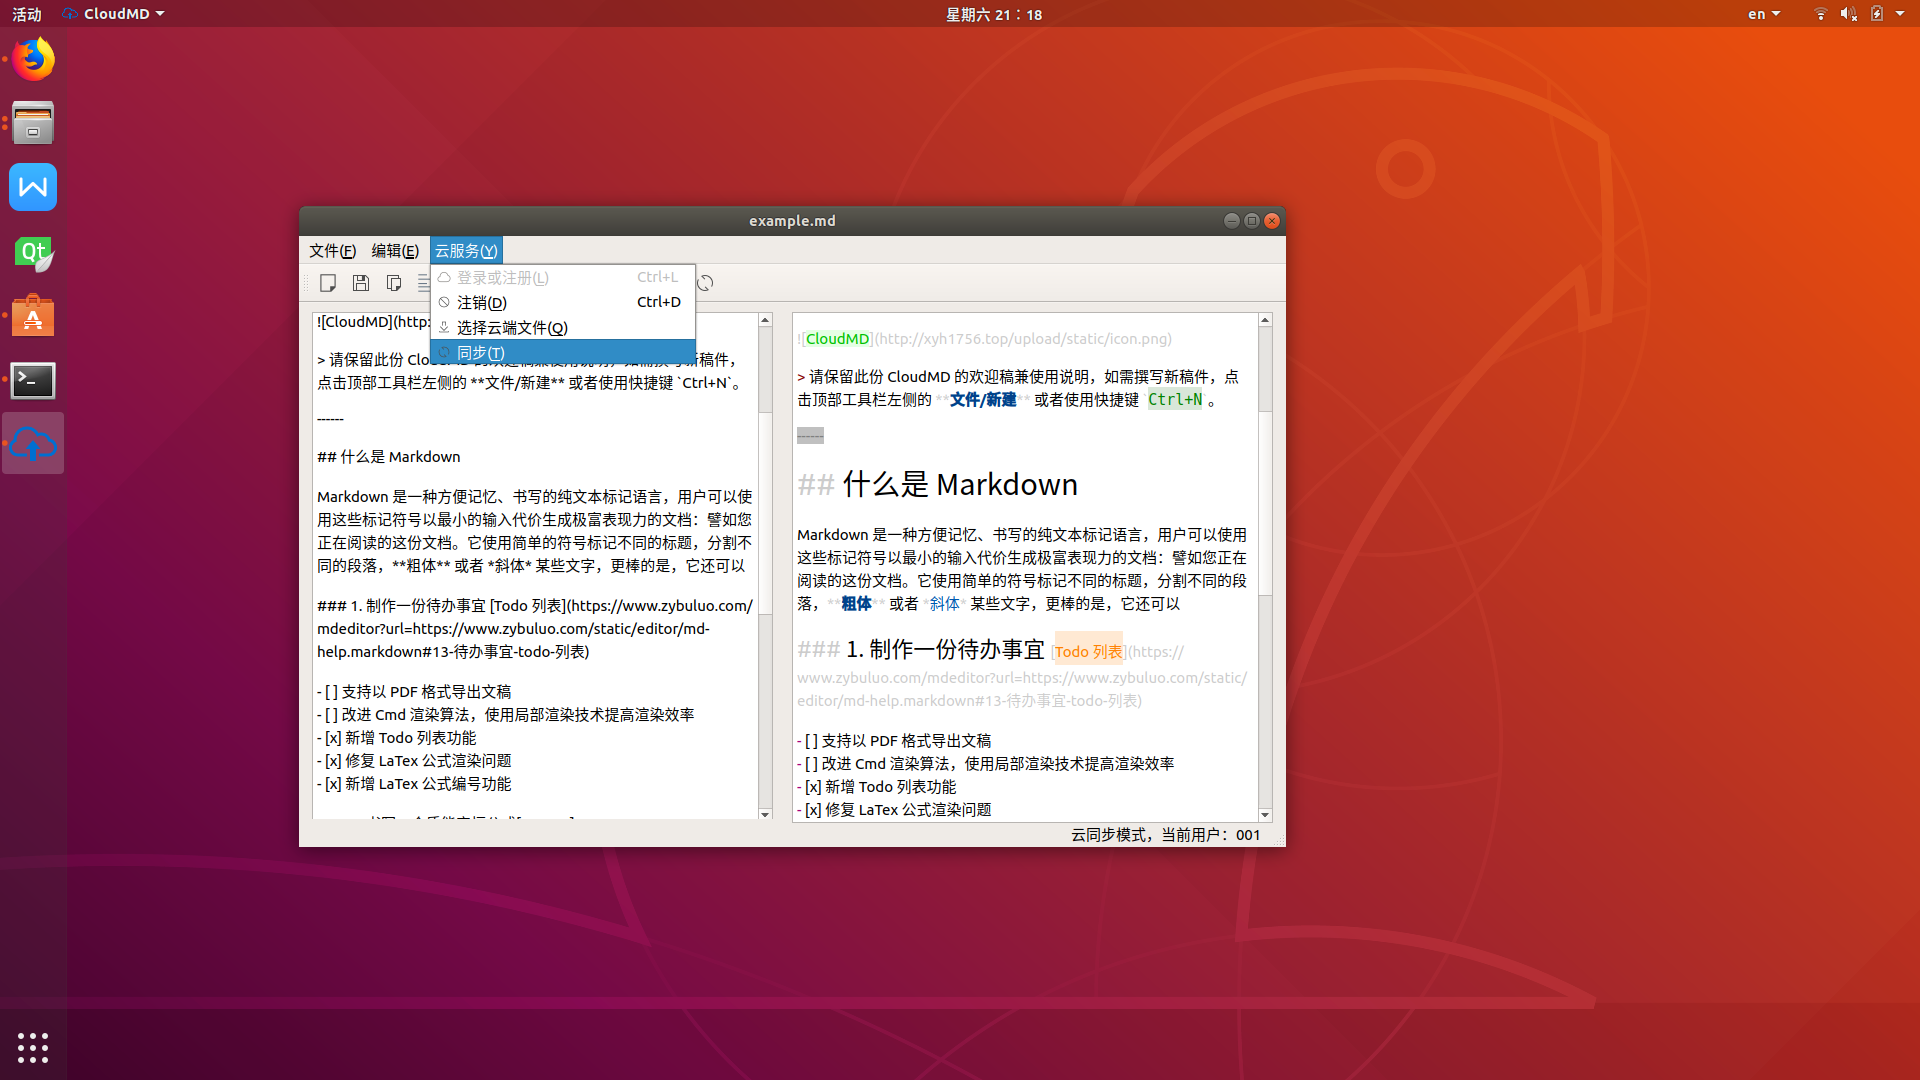 活动
CloudMD
星期六 21：18
en
example.md
文件(F)
编辑(E)
云服务(Y)
登录或注册(L) Ctrl+L
注销(D) Ctrl+D
选择云端文件(Q)
同步(T)
![CloudMD](http:
> 请保留此份
稿件，
点击顶部工具栏左侧的 **文件/新建** 或者使用快捷键 `Ctrl+N`。
------
## 什么是 Markdown
Markdown 是一种方便记忆、书写的纯文本标记语言，用户可以使
用这些标记符号以最小的输入代价生成极富表现力的文档：譬如您
正在阅读的这份文档。它使用简单的符号标记不同的标题，分割不
同的段落，**粗体** 或者 *斜体* 某些文字，更棒的是，它还可以
### 1. 制作一份待办事宜 [Todo 列表](https://www.zybuluo.com/
mdeditor?url=https://www.zybuluo.com/static/editor/md-
help.markdown#13-待办事宜-todo-列表)
- [ ] 支持以 PDF 格式导出文稿
- [ ] 改进 Cmd 渲染算法，使用局部渲染技术提高渲染效率
- [x] 新增 Todo 列表功能
- [x] 修复 LaTex 公式渲染问题
- [x] 新增 LaTex 公式编号功能
![CloudMD](http://xyh1756.top/upload/static/icon.png)
> 请保留此份 CloudMD 的欢迎稿兼使用说明，如需撰写新稿件，点
击顶部工具栏左侧的 **文件/新建** 或者使用快捷键 `Ctrl+N`。
------
## 什么是 Markdown
Markdown 是一种方便记忆、书写的纯文本标记语言，用户可以使用
这些标记符号以最小的输入代价生成极富表现力的文档：譬如您正在
阅读的这份文档。它使用简单的符号标记不同的标题，分割不同的段
落，**粗体** 或者 *斜体* 某些文字，更棒的是，它还可以
### 1. 制作一份待办事宜 [Todo 列表](https://
www.zybuluo.com/mdeditor?url=https://www.zybuluo.com/static/
editor/md-help.markdown#13-待办事宜-todo-列表)
- [ ] 支持以 PDF 格式导出文稿
- [ ] 改进 Cmd 渲染算法，使用局部渲染技术提高渲染效率
- [x] 新增 Todo 列表功能
- [x] 修复 LaTex 公式渲染问题
云同步模式，当前用户：001